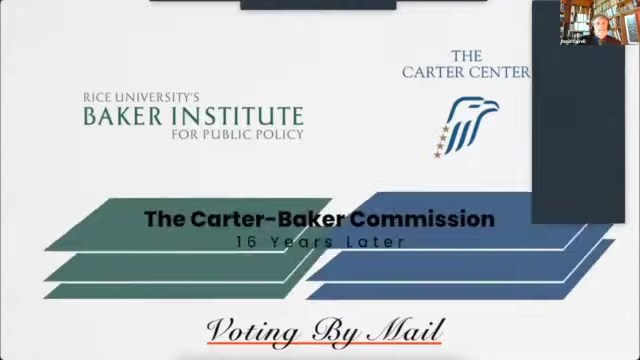 RICE UNIVERSITY'S
BAKER INSTITUTE
FOR PUBLIC POLICY
THE
CARTER CENTER
The Carter-Baker Commission
16 Years Later
Voting By Mail